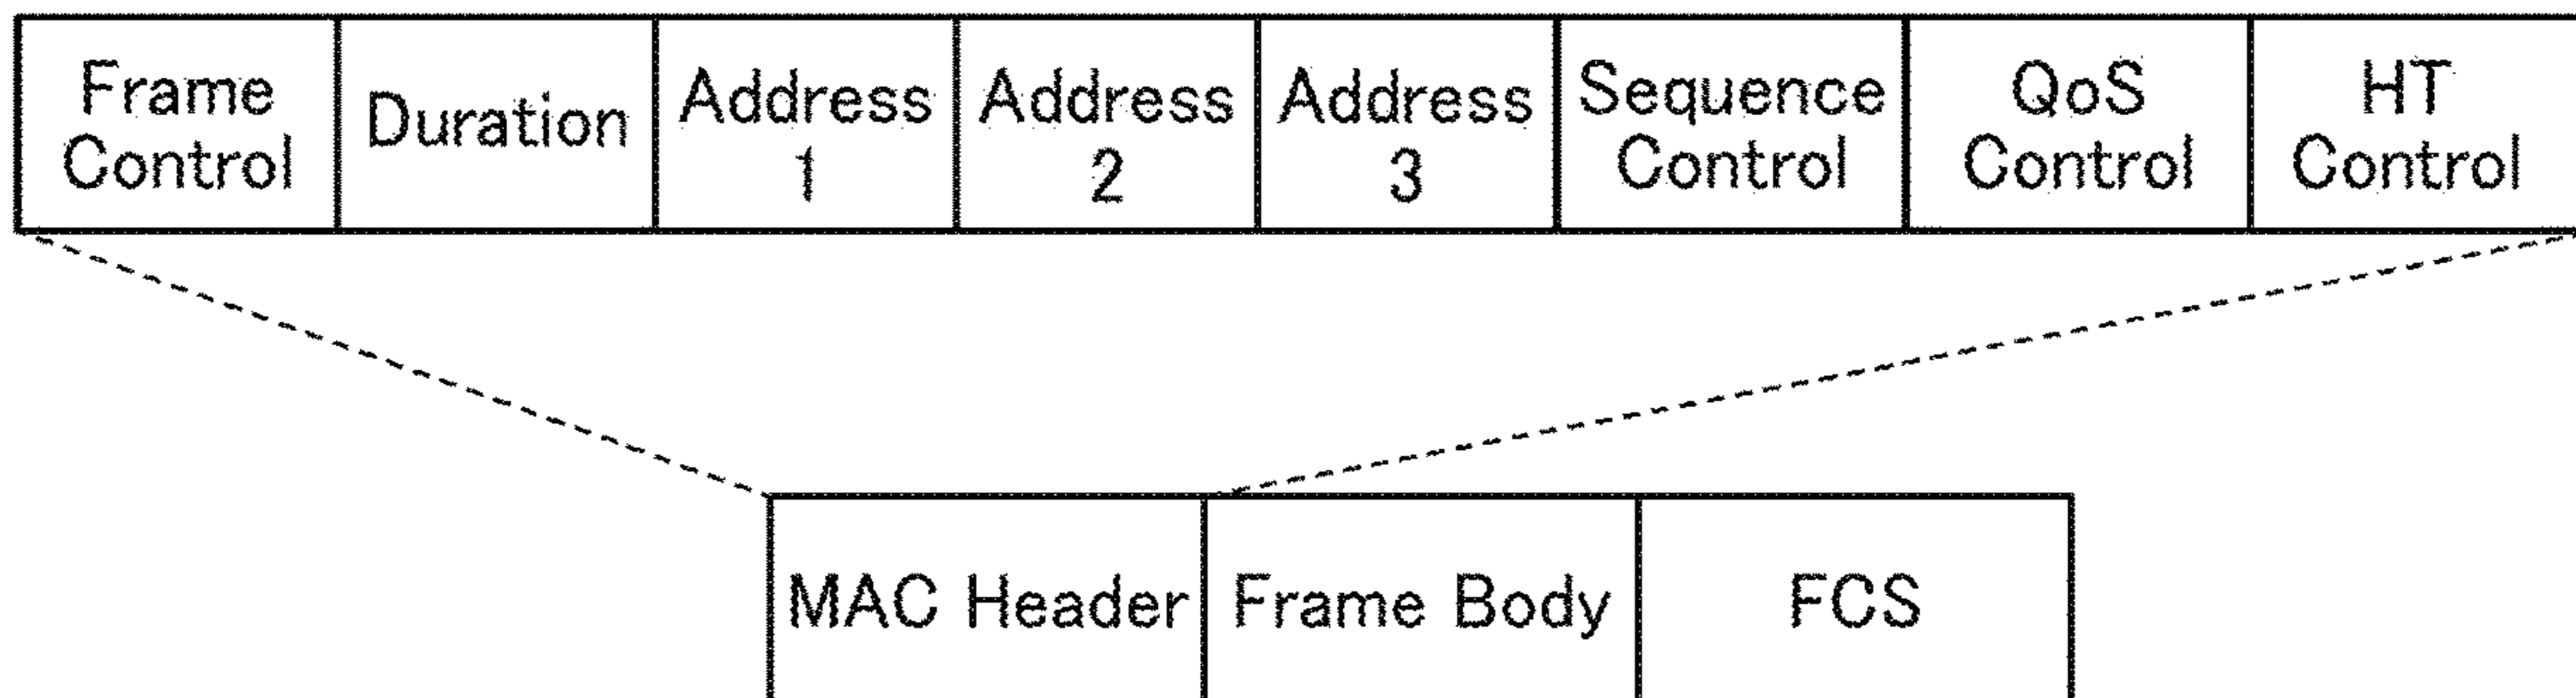 Frame Control
Duration
Address 1
Address 2
Address 3
Sequence Control
QoS Control
HT Control
MAC Header
Frame Body
FCS